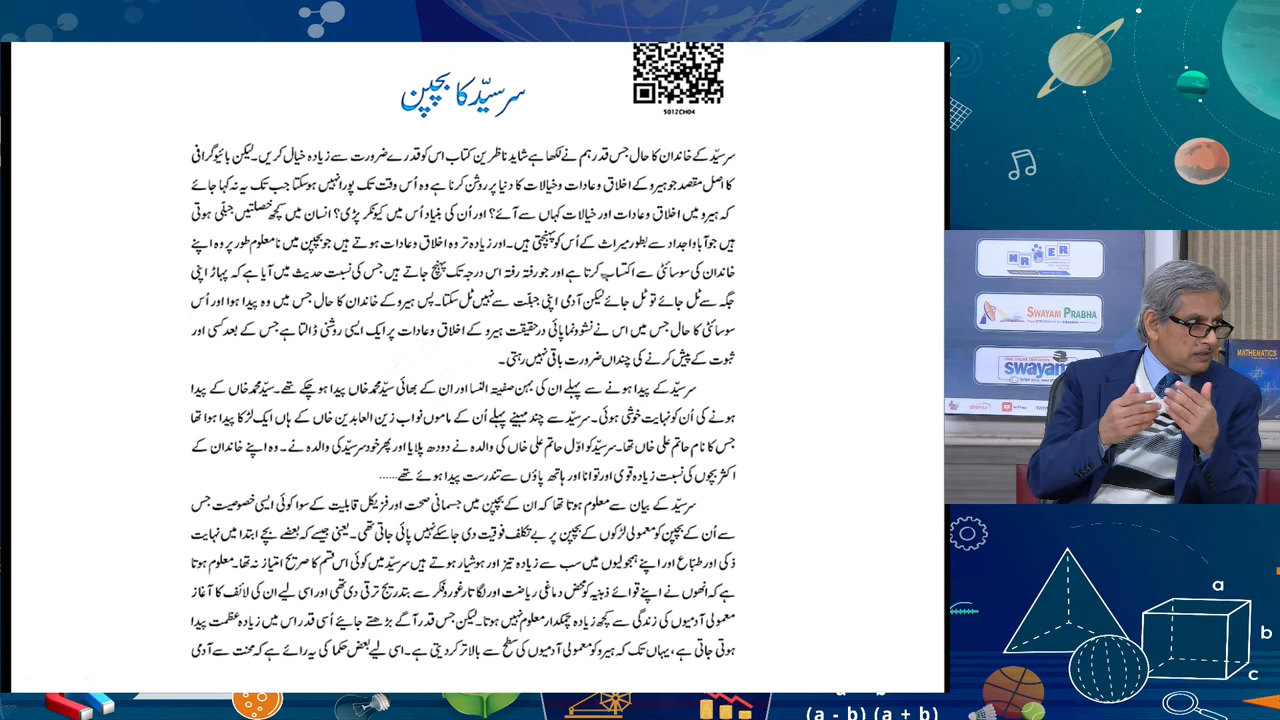 سرسیّد کا بچپن
5012CH04
سرسیّد کے خاندان کا حال جس قدر ہم نے لکھا ہے شاید ناظرین کتاب اس کو قدرے ضرورت سے زیادہ خیال کریں۔ لیکن بائیوگرافی
کا اصل مقصد جو ہیرو کے اخلاق وعادات وخیالات کا دنیا پر روشن کرنا ہے وہ اُس وقت تک پورا نہیں ہوسکتا جب تک یہ نہ کہا جائے
کہ ہیرو میں اخلاق وعادات اور خیالات کہاں سے آئے؟ اور اُن کی بنیاد اُس میں کیونکر پڑی؟ انسان میں کچھ خصلتیں جبلّی ہوتی
ہیں جو آباواجداد سے بطور میراث کے اُس کو پہنچتی ہیں۔ اور زیادہ تر وہ اخلاق وعادات ہوتے ہیں جو بچپن میں نامعلوم طور پر وہ اپنے
خاندان کی سوسائٹی سے اکتساب کرتا ہے اور جو رفتہ رفتہ اس درجہ تک پہنچ جاتے ہیں جس کی نسبت حدیث میں آیا ہے کہ پہاڑ اپنی
جگہ سے ٹل جائے تو ٹل جائے لیکن آدمی اپنی جبلّت سے نہیں ٹل سکتا۔ پس ہیرو کے خاندان کا حال جس میں وہ پیدا ہوا اور اُس
سوسائٹی کا حال جس میں اس نے نشوونما پائی درحقیقت ہیرو کے اخلاق وعادات پر ایک ایسی روشنی ڈالتا ہے جس کے بعد کسی اور
ثبوت کے پیش کرنے کی چنداں ضرورت باقی نہیں رہتی۔
سرسیّد کے پیدا ہونے سے پہلے ان کی بہن صفیۃ النسا اور ان کے بھائی سیّد محمد خاں پیدا ہو چکے تھے۔ سیّد محمد خاں کے پیدا
ہونے کی اُن کو نہایت خوشی ہوئی۔ سرسیّد سے چند مہینے پہلے اُن کے ماموں نواب زین العابدین خاں کے ہاں ایک لڑکا پیدا ہوا تھا
جس کا نام حاتم علی خاں تھا۔ سرسیّد کو اوّل حاتم علی خاں کی والدہ نے دودھ پلایا اور پھر خود سرسیّد کی والدہ نے۔ وہ اپنے خاندان کے
اکثر بچوں کی نسبت زیادہ قوی اور توانا اور ہاتھ پاؤں سے تندرست پیدا ہوئے تھے......
سرسیّد کے بیان سے معلوم ہوتا تھا کہ ان کے بچپن میں جسمانی صحت اور فزیکل قابلیت کے سوا کوئی ایسی خصوصیت جس
سے اُن کے بچپن کو معمولی لڑکوں کے بچپن پر بے تکلف فوقیت دی جا سکے نہیں پائی جاتی تھی۔ یعنی جیسے کہ بعضے بچّے ابتدا میں نہایت
ذکی اور طبّاع اور اپنے ہمجولیوں میں سب سے زیادہ تیز اور ہوشیار ہوتے ہیں سرسیّد میں کوئی اس قسم کا صریح امتیاز نہ تھا۔ معلوم ہوتا
ہے کہ انھوں نے اپنے قوائے ذہنیہ کو محض دماغی ریاضت اور لگاتار غور و فکر سے بتدریج ترقی دی تھی اور اسی لیے ان کی لائف کا آغاز
معمولی آدمیوں کی زندگی سے کچھ زیادہ چمکدار معلوم نہیں ہوتا۔ لیکن جس قدر آگے بڑھتے جایئے اُسی قدر اس میں زیادہ عظمت پیدا
ہوتی جاتی ہے، یہاں تک کہ ہیرو کو معمولی آدمیوں کی سطح سے بالاتر کر دیتی ہے۔ اسی لیے بعض حکما کی یہ رائے ہے کہ محنت سے آدمی
SWAYAM PRABHA
swayam
MATHEMATICS
a
b
c
(a - b) (a + b)